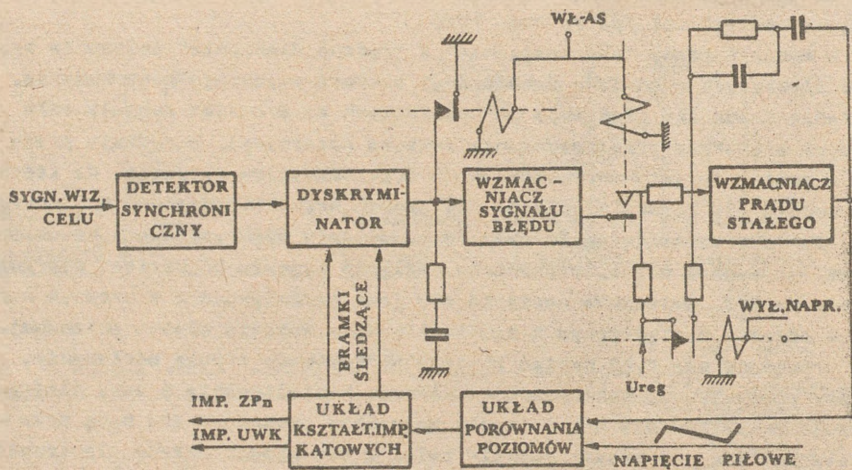 WŁ-AS
SYGN.WIZ.
CELU
DETEKTOR
SYNCHRONI
CZNY
DYSKRYMI-
NATOR
WZMAC-
NIACZ
SYGNAŁU
BŁĘDU
WZMACNIACZ
PRĄDU
STAŁEGO
BRAMKI
ŚLEDZĄCE
WYŁ.NAPR.
Ureg
IMP. ZPn
IMP. UWK
UKŁAD
KSZTAŁT.IMP.
KĄTOWYCH
UKŁAD
PORÓWNANIA
POZIOMÓW
NAPIĘCIE PIŁOWE